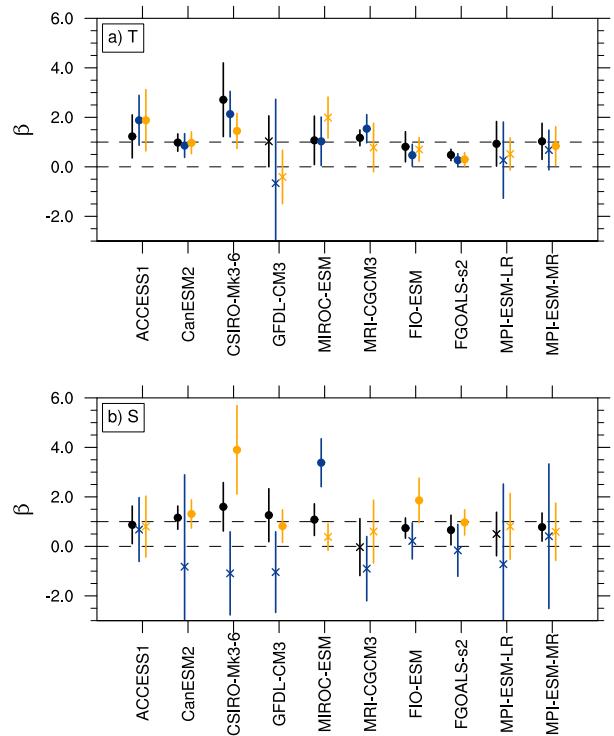 a) T
6.0
4.0
2.0
0.0
-2.0
β
ACCESS1
CanESM2
CSIRO-Mk3-6
GFDL-CM3
MIROC-ESM
MRI-CGCM3
FIO-ESM
FGOALS-s2
MPI-ESM-LR
MPI-ESM-MR
b) S
6.0
4.0
2.0
0.0
-2.0
β
ACCESS1
CanESM2
CSIRO-Mk3-6
GFDL-CM3
MIROC-ESM
MRI-CGCM3
FIO-ESM
FGOALS-s2
MPI-ESM-LR
MPI-ESM-MR